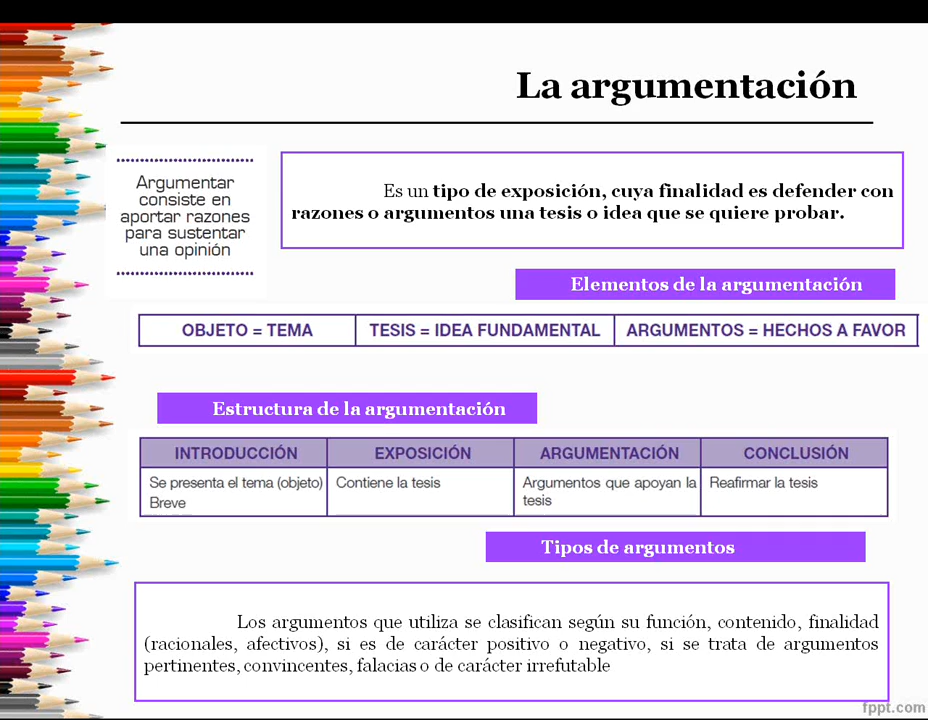 La argumentación
Argumentar
consiste en
aportar razones
para sustentar
una opinión
Es un tipo de exposición, cuya finalidad es defender con
razones o argumentos una tesis o idea que se quiere probar.
Elementos de la argumentación
OBJETO = TEMA TESIS = IDEA FUNDAMENTAL ARGUMENTOS = HECHOS A FAVOR
Estructura de la argumentación
INTRODUCCIÓN EXPOSICIÓN ARGUMENTACIÓN CONCLUSIÓN
Se presenta el tema (objeto) Contiene la tesis Argumentos que apoyan la Reafirmar la tesis
Breve tesis
Tipos de argumentos
Los argumentos que utiliza se clasifican según su función, contenido, finalidad
(racionales, afectivos), si es de carácter positivo o negativo, si se trata de argumentos
pertinentes, convincentes, falacias o de carácter irrefutable
fppt.com